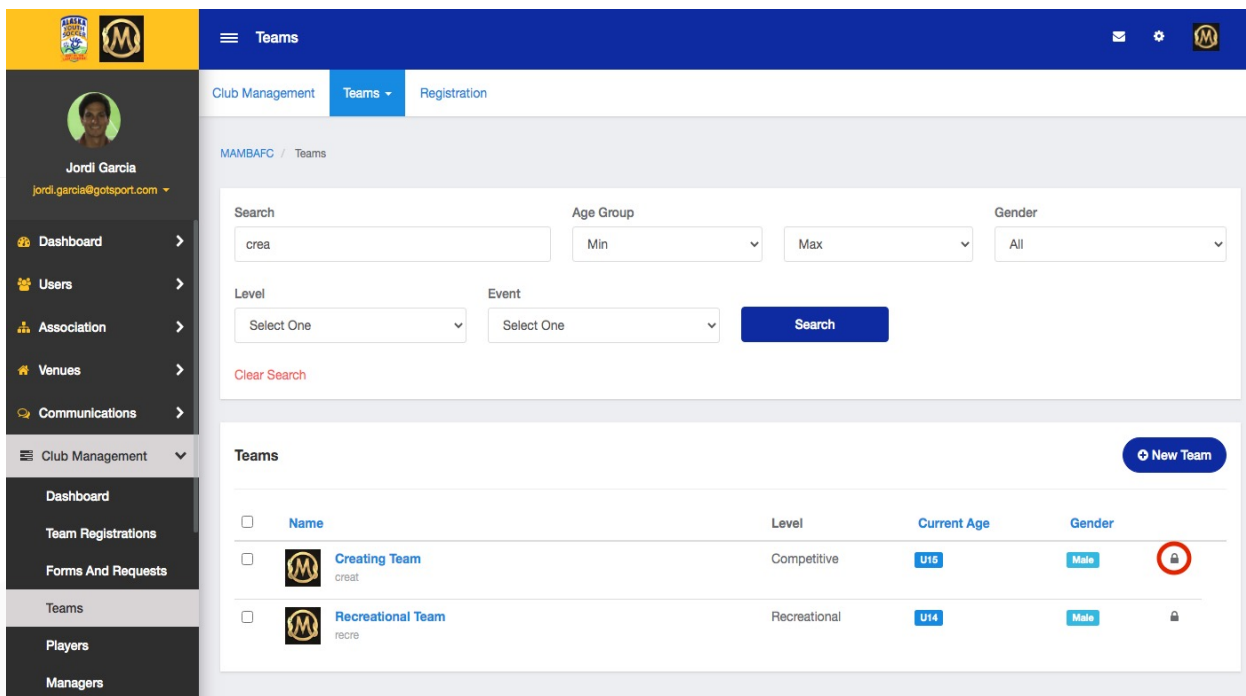 ALASKA
YOUTH
SOCCER
M
Teams
M
Club Management
Teams
Registration
Jordi Garcia
jordi.garcia@gotsport.com
Dashboard
Users
Association
Venues
Communications
Club Management
Dashboard
Team Registrations
Forms And Requests
Teams
Players
Managers
MAMBAFC / Teams
Search
Age Group
Gender
crea
Min
Max
All
Level
Event
Select One
Select One
Search
Clear Search
Teams
New Team
Name
Level
Current Age
Gender
M
Creating Team
Competitive
U15
Male
creat
M
Recreational Team
Recreational
U14
Male
recre